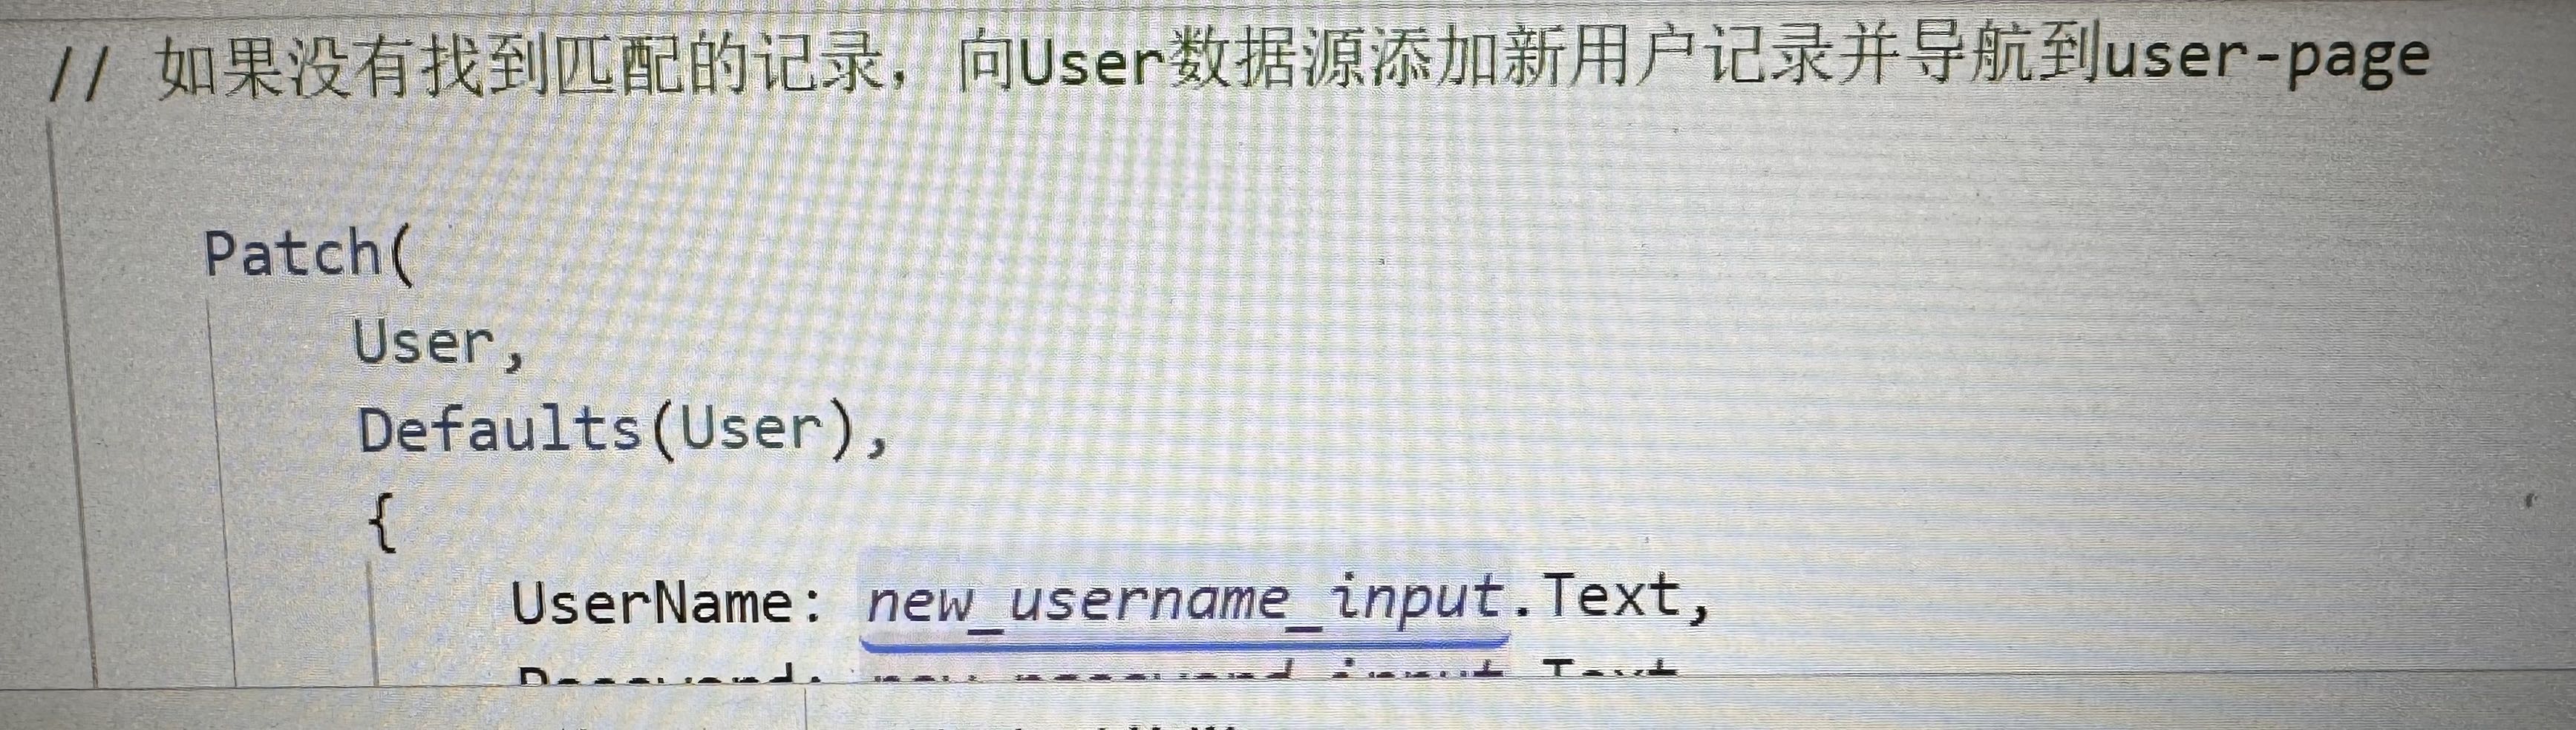 // 如果没有找到匹配的记录，向User数据源添加新用户记录并导航到user-page
Patch(
User,
Defaults(User),
{
UserName: new_username_input.Text,